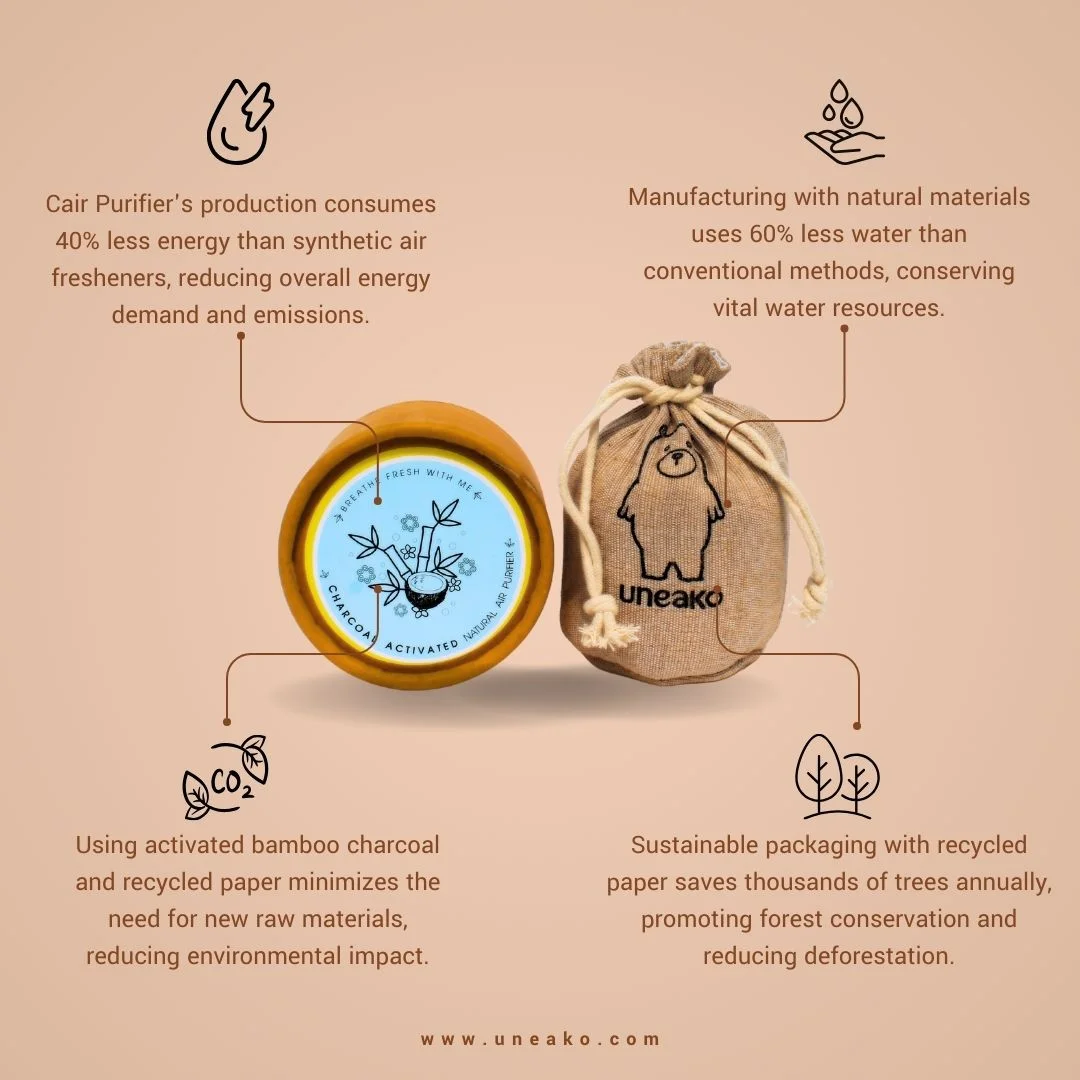 Cair Purifier's production consumes
40% less energy than synthetic air
fresheners, reducing overall energy
demand and emissions.
Manufacturing with natural materials
uses 60% less water than
conventional methods, conserving
vital water resources.
BREATHE FRESH WITH ME
CHARCOAL ACTIVATED NATURAL AIR PURIFIER
uneako
CO2
Using activated bamboo charcoal
and recycled paper minimizes the
need for new raw materials,
reducing environmental impact.
Sustainable packaging with recycled
paper saves thousands of trees annually,
promoting forest conservation and
reducing deforestation.
www.uneako.com